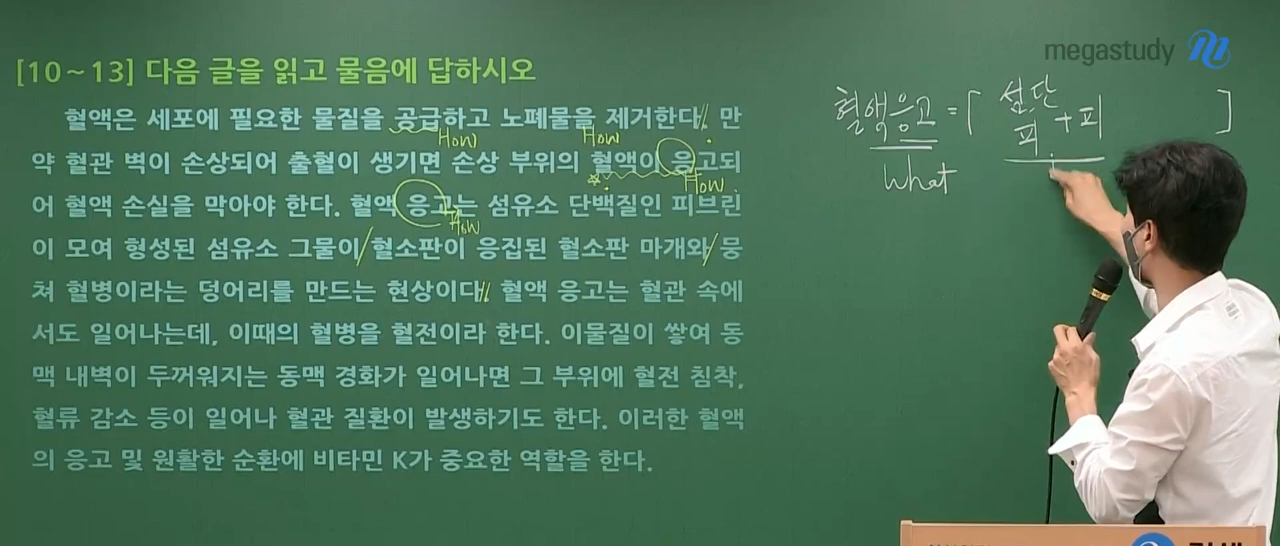 megastudy
[10~13] 다음 글을 읽고 물음에 답하시오
혈액은 세포에 필요한 물질을 공급하고 노폐물을 제거한다. 만
약 혈관 벽이 손상되어 출혈이 생기면 손상 부위의 혈액이 응고되
어 혈액 손실을 막아야 한다. 혈액 응고는 섬유소 단백질인 피브린
이 모여 형성된 섬유소 그물이 혈소판이 응집된 혈소판 마개와 뭉
쳐 혈병이라는 덩어리를 만드는 현상이다. 혈액 응고는 혈관 속에
서도 일어나는데, 이때의 혈병을 혈전이라 한다. 이물질이 쌓여 동
맥 내벽이 두꺼워지는 동맥 경화가 일어나면 그 부위에 혈전 침착,
혈류 감소 등이 일어나 혈관 질환이 발생하기도 한다. 이러한 혈액
의 응고 및 원활한 순환에 비타민 K가 중요한 역할을 한다.
How
How
How
How
혈액응고 = [ 섬.단 ]
피 + 피
What